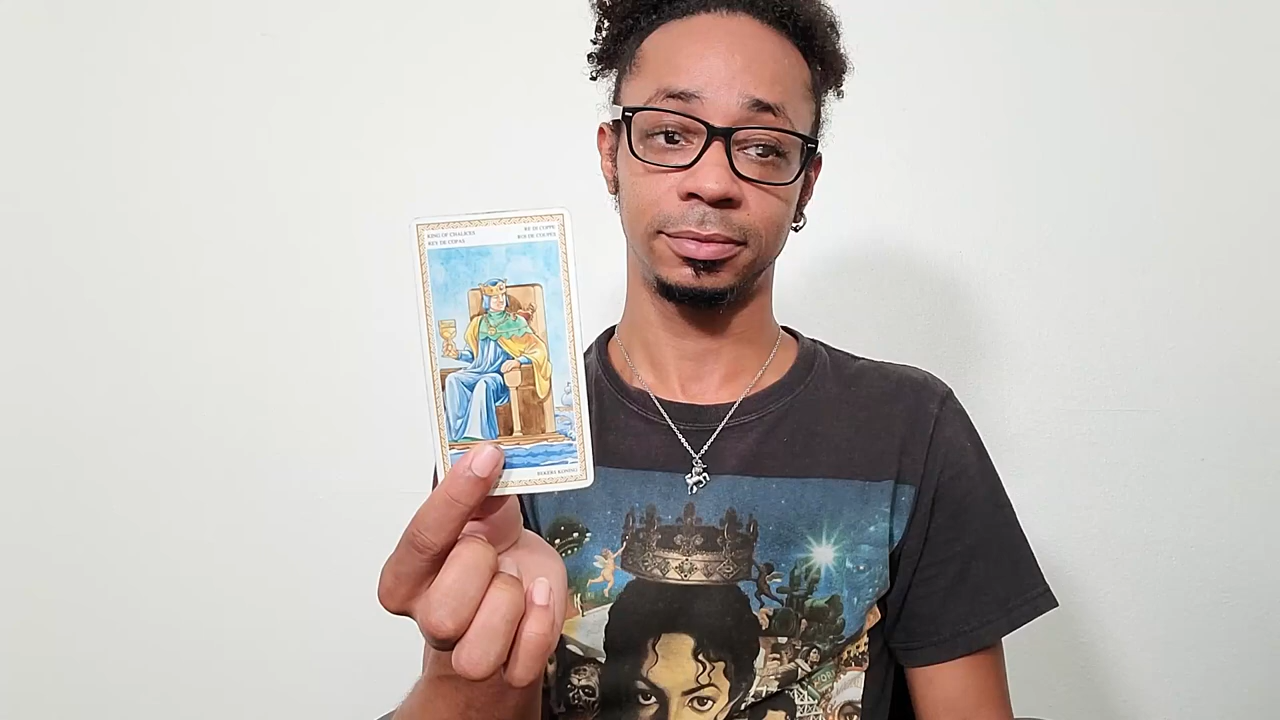 KING OF CHALICES
REY DE COPAS
RE DI COPPE
ROI DE COUPES
BEKERS KONING